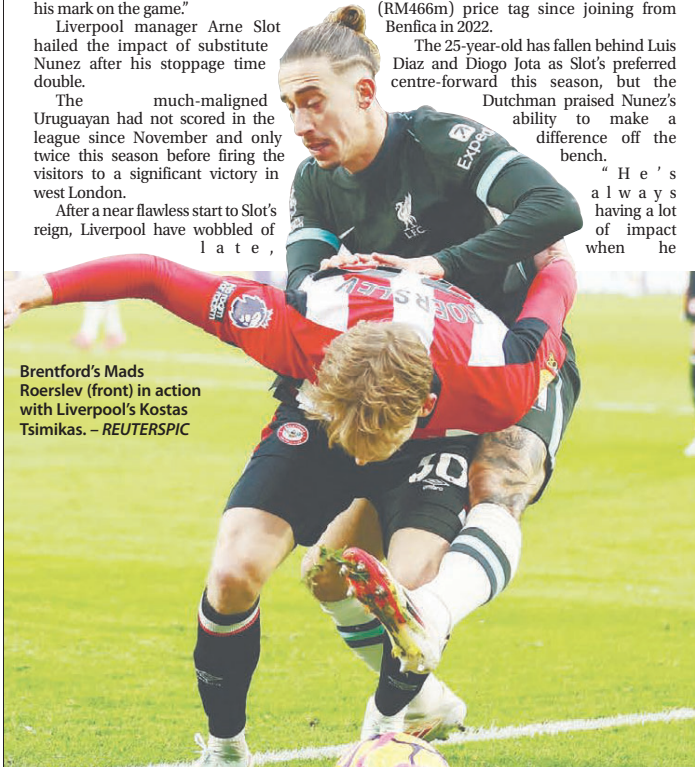 his mark on the game.”
Liverpool manager Arne Slot
hailed the impact of substitute
Nunez after his stoppage time
double.
The much-maligned
Uruguayan had not scored in the
league since November and only
twice this season before firing the
visitors to a significant victory in
west London.
After a near flawless start to Slot’s
reign, Liverpool have wobbled of
late,
(RM466m) price tag since joining from
Benfica in 2022.
The 25-year-old has fallen behind Luis
Diaz and Diogo Jota as Slot’s preferred
centre-forward this season, but the
Dutchman praised Nunez’s
ability to make a
difference off the
bench.
“He’s
always
having a lot
of impact
when he
Exped
L.F.C.
ROERSLEV
30
umbro
Brentford’s Mads
Roerslev (front) in action
with Liverpool’s Kostas
Tsimikas. – REUTERSPIC